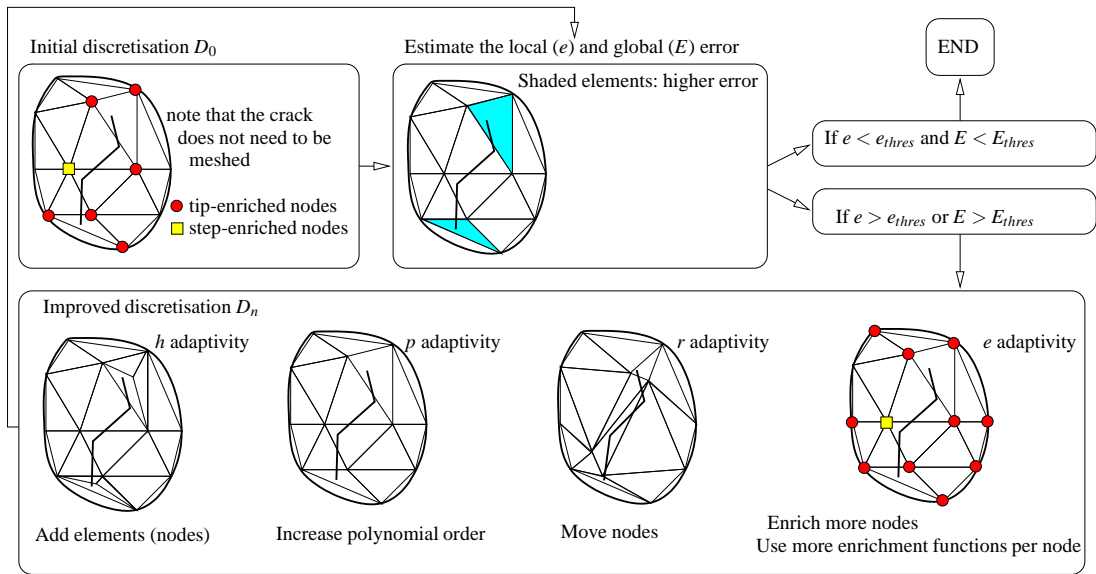 Initial discretisation D₀
note that the crack
does not need to be
meshed
tip-enriched nodes
step-enriched nodes
Estimate the local (e) and global (E) error
Shaded elements: higher error
END
If e < eₜₕᵣₑₛ and E < Eₜₕᵣₑₛ
If e > eₜₕᵣₑₛ or E > Eₜₕᵣₑₛ
Improved discretisation Dₙ
h adaptivity
Add elements (nodes)
p adaptivity
Increase polynomial order
r adaptivity
Move nodes
e adaptivity
Enrich more nodes
Use more enrichment functions per node